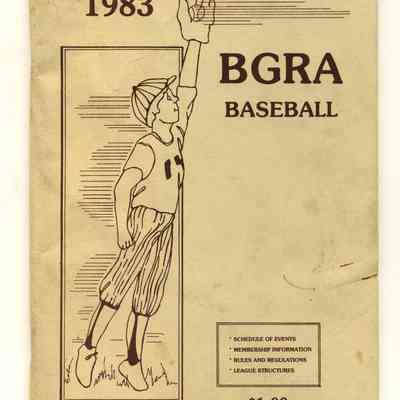 1983
BGRA
BASEBALL
* SCHEDULE OF EVENTS
* MEMBERSHIP INFORMATION
* RULES AND REGULATIONS
* LEAGUE STRUCTURES